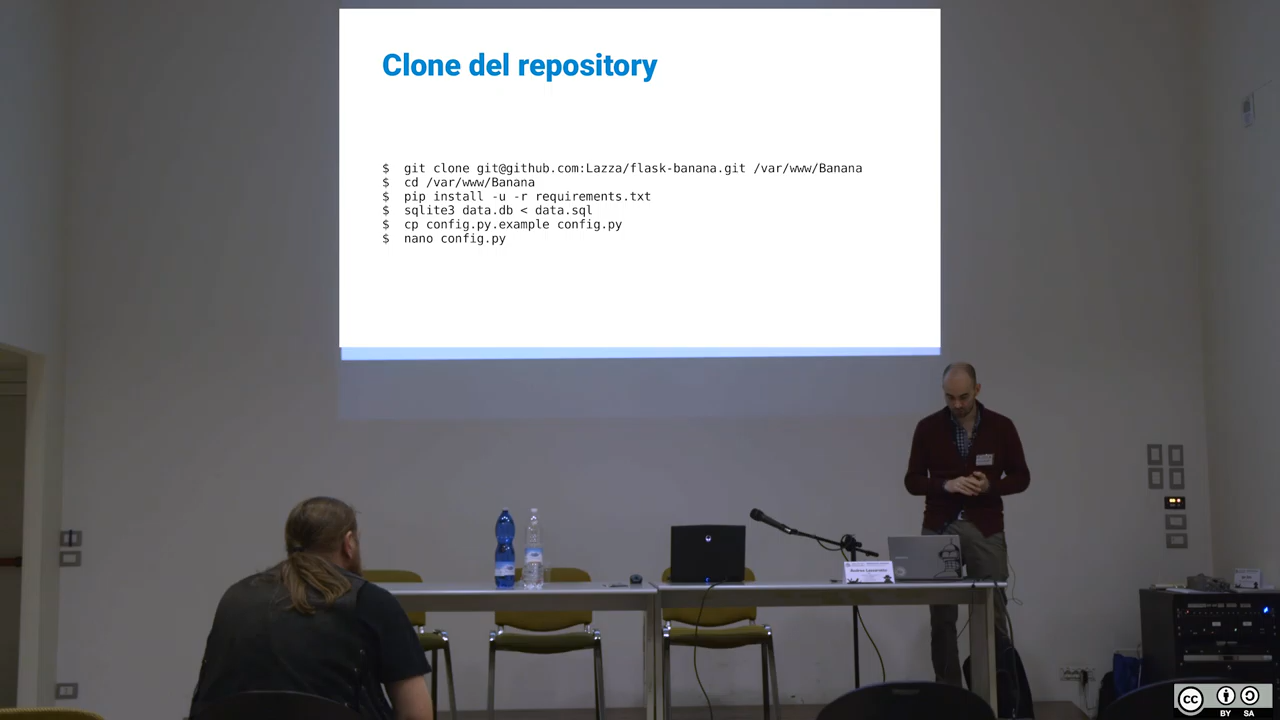 Clone del repository
$ git clone git@github.com:Lazza/flask-banana.git /var/www/Banana
$ cd /var/www/Banana
$ pip install -u -r requirements.txt
$ sqlite3 data.db < data.sql
$ cp config.py.example config.py
$ nano config.py
cc
BY SA